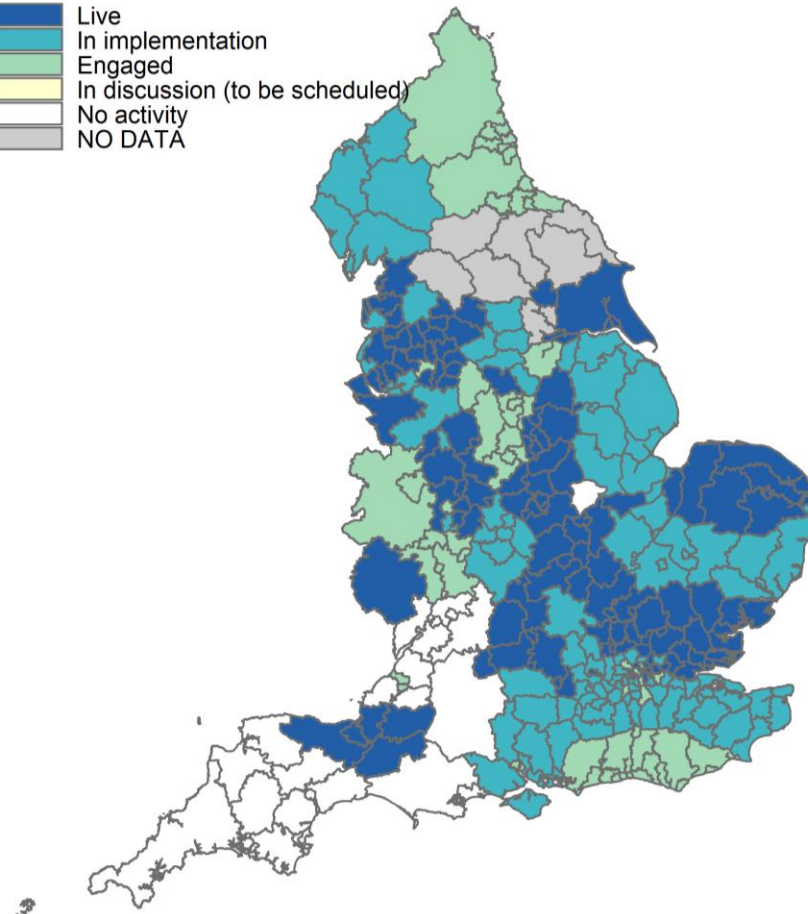 Live
In implementation
Engaged
In discussion (to be scheduled)
No activity
NO DATA